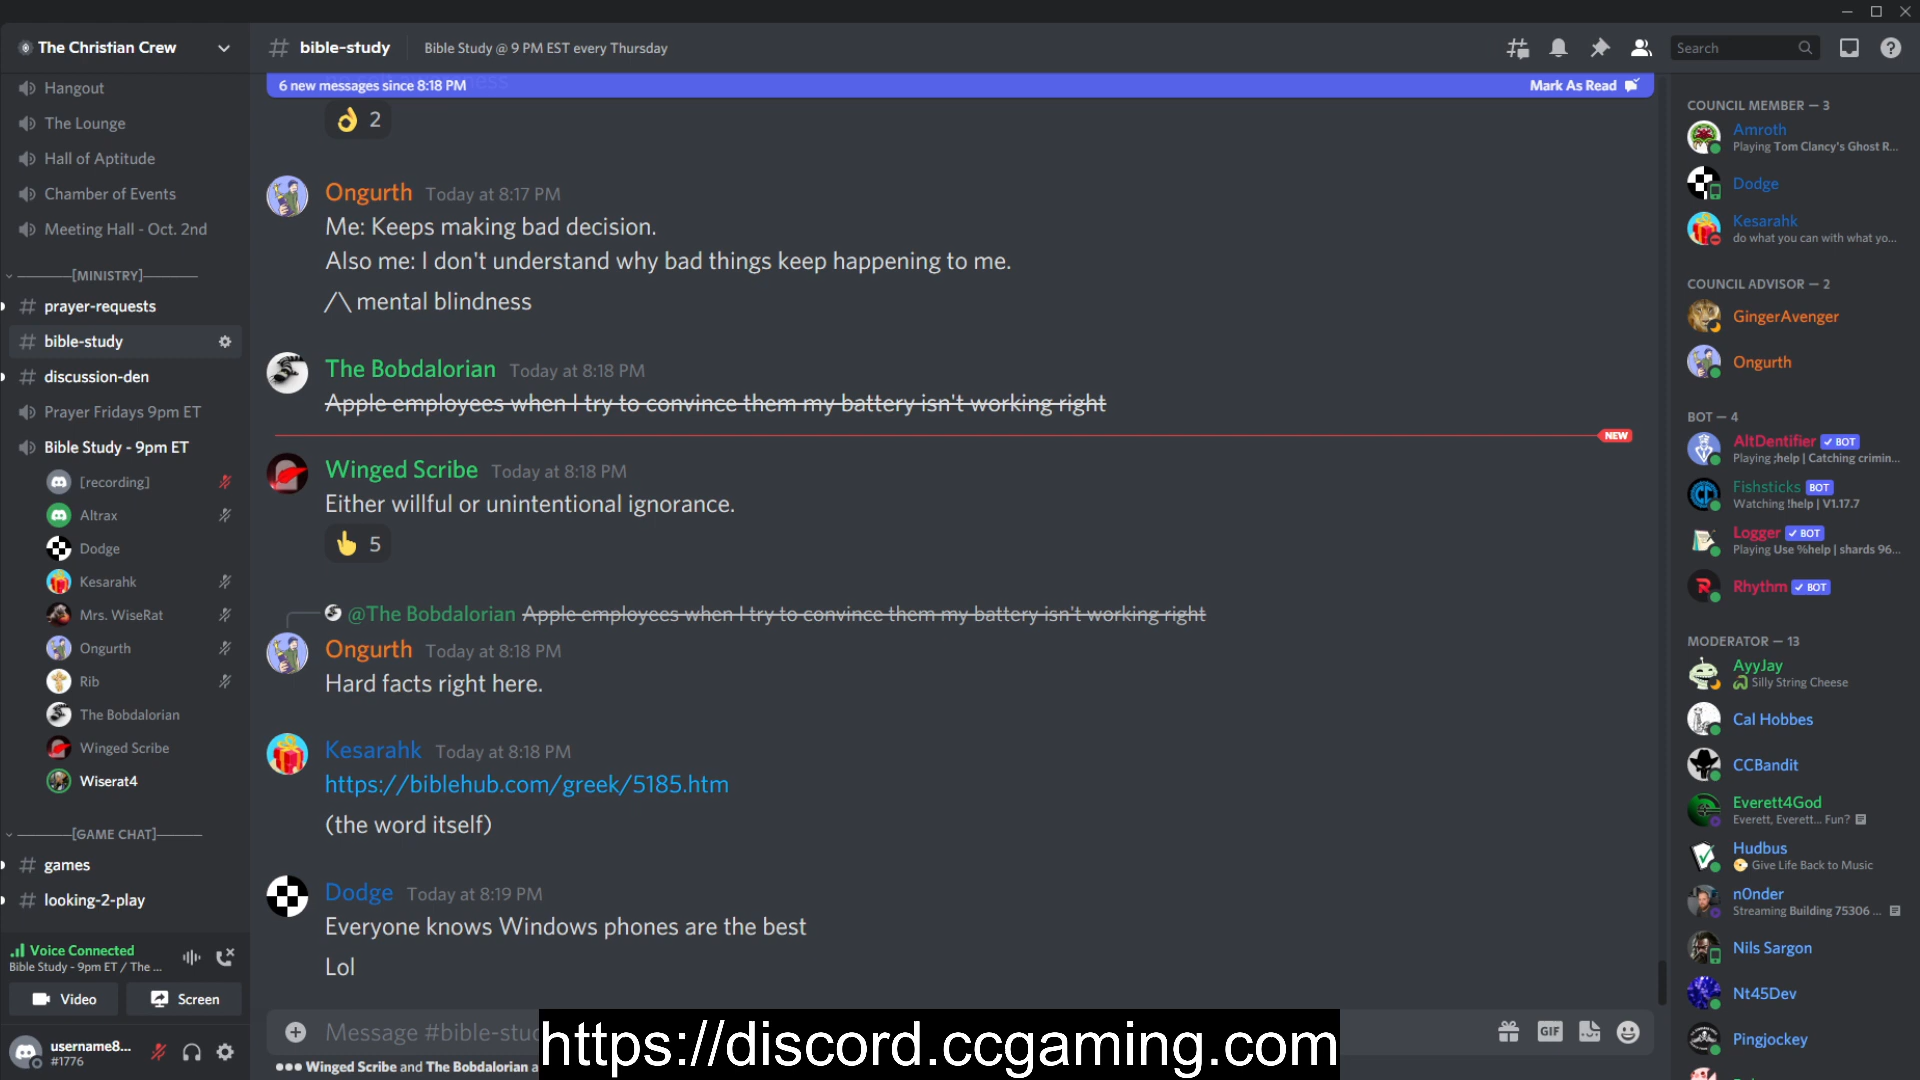 The Christian Crew
bible-study
Bible Study @ 9 PM EST every Thursday
Search
Hangout
The Lounge
Hall of Aptitude
Chamber of Events
Meeting Hall - Oct. 2nd
[MINISTRY]
prayer-requests
bible-study
discussion-den
Prayer Fridays 9pm ET
Bible Study - 9pm ET
[recording]
Altrax
Dodge
Kesarahk
Mrs. WiseRat
Ongurth
Rib
The Bobdalorian
Winged Scribe
Wiserat4
[GAME CHAT]
games
looking-2-play
Voice Connected
Bible Study - 9pm ET / The ...
Video
Screen
username8...
#1776
6 new messages since 8:18 PM
Mark As Read
2
Ongurth Today at 8:17 PM
Me: Keeps making bad decision.
Also me: I don't understand why bad things keep happening to me.
/\ mental blindness
The Bobdalorian Today at 8:18 PM
Apple employees when I try to convince them my battery isn't working right
NEW
Winged Scribe Today at 8:18 PM
Either willful or unintentional ignorance.
5
@The Bobdalorian Apple employees when I try to convince them my battery isn't working right
Ongurth Today at 8:18 PM
Hard facts right here.
Kesarahk Today at 8:18 PM
https://biblehub.com/greek/5185.htm
(the word itself)
Dodge Today at 8:19 PM
Everyone knows Windows phones are the best
Lol
Message #bible-stu
GIF
Winged Scribe and The Bobdalorian a
https://discord.ccgaming.com
COUNCIL MEMBER — 3
Amroth
Playing Tom Clancy's Ghost R...
Dodge
Kesarahk
do what you can with what yo...
COUNCIL ADVISOR — 2
GingerAvenger
Ongurth
BOT — 4
AltDentifier BOT
Playing ;help | Catching crimin...
Fishsticks BOT
Watching !help | V1.17.7
Logger BOT
Playing Use %help | shards 96...
Rhythm BOT
MODERATOR — 13
AyyJay
Silly String Cheese
Cal Hobbes
CCBandit
Everett4God
Everett, Everett... Fun?
Hudbus
Give Life Back to Music
n0nder
Streaming Building 75306 ...
Nils Sargon
Nt45Dev
Pingjockey